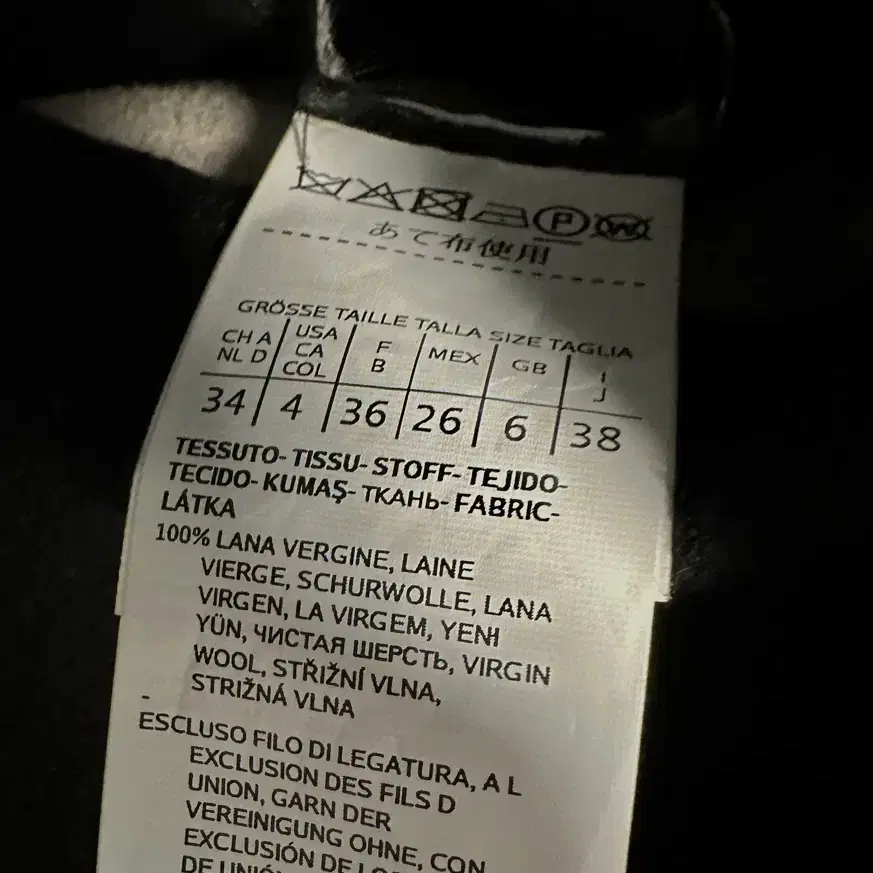 P W
あて布使用
GRÖSSE TAILLE TALLA SIZE TAGLIA
CH A NL D USA CA COL F B MEX GB I J
34 4 36 26 6 38
TESSUTO- TISSU- STOFF- TEJIDO-
TECIDO- KUMAŞ- ТКАНЬ- FABRIC-
LÁTKA
100% LANA VERGINE, LAINE
VIERGE, SCHURWOLLE, LANA
VIRGEN, LA VIRGEM, YENI
YÜN, ЧИСТАЯ ШЕРСТЬ, VIRGIN
WOOL, STŘIŽNÍ VLNA,
STRIŽNÁ VLNA
-
ESCLUSO FILO DI LEGATURA, A L
EXCLUSION DES FILS D
UNION, GARN DER
VEREINIGUNG OHNE, CON
EXCLUSIÓN DE